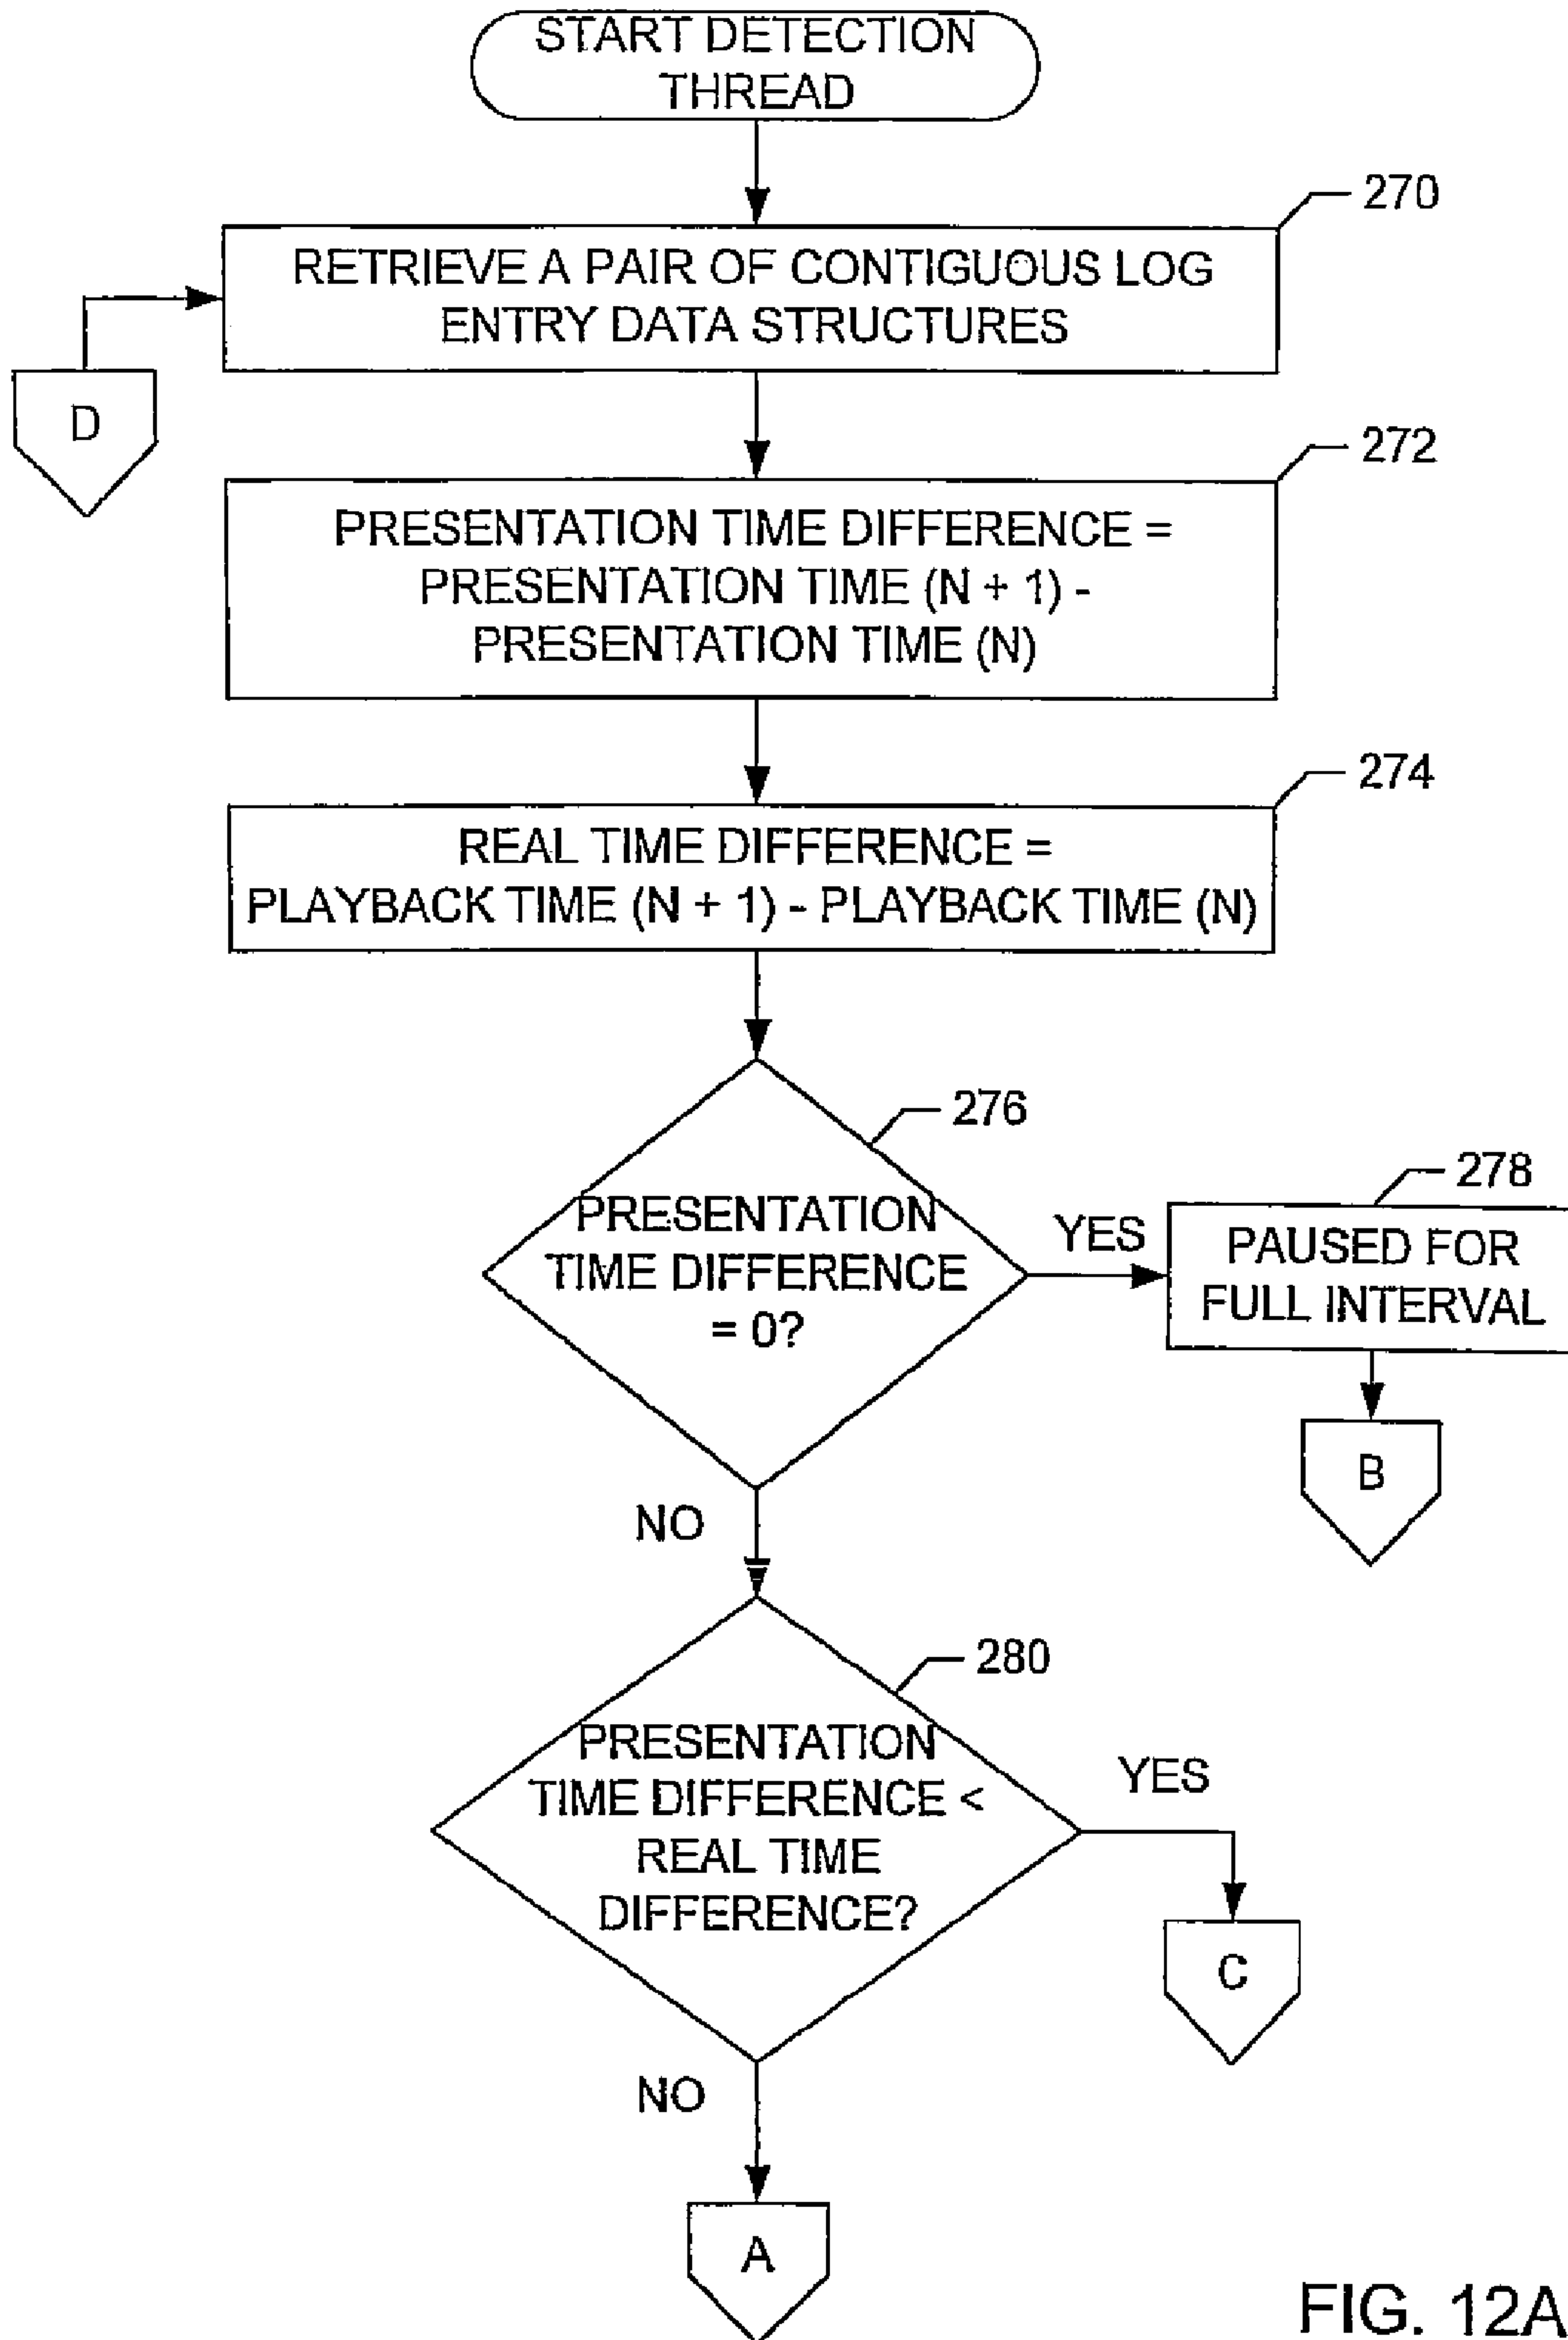 START DETECTION
THREAD
270
RETRIEVE A PAIR OF CONTIGUOUS LOG
ENTRY DATA STRUCTURES
D
272
PRESENTATION TIME DIFFERENCE =
PRESENTATION TIME (N + 1) -
PRESENTATION TIME (N)
274
REAL TIME DIFFERENCE =
PLAYBACK TIME (N + 1) - PLAYBACK TIME (N)
276
PRESENTATION
TIME DIFFERENCE
= 0?
YES
278
PAUSED FOR
FULL INTERVAL
B
NO
280
PRESENTATION
TIME DIFFERENCE <
REAL TIME
DIFFERENCE?
YES
C
NO
A
FIG. 12A